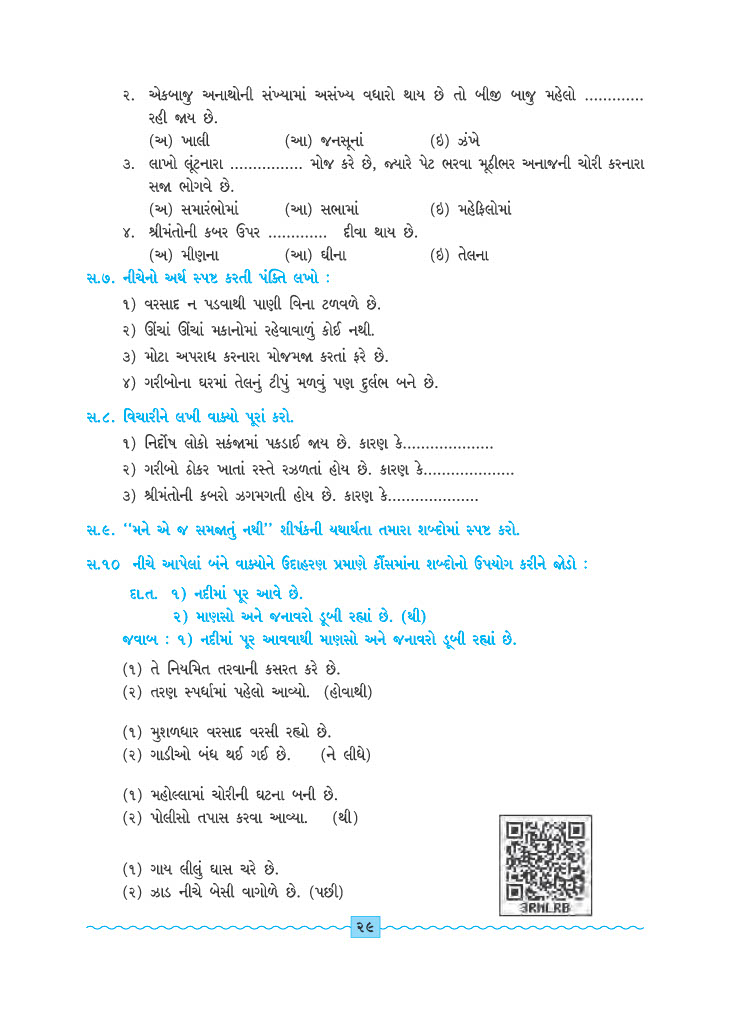 ૨. એકબાજુ અનાથોની સંખ્યામાં અસંખ્ય વધારો થાય છે તો બીજી બાજુ મહેલો .............
રહી જાય છે.
(અ) ખાલી (આ) જનસૂનાં (ઇ) ઝંખે
૩. લાખો લૂંટનારા ................ મોજ કરે છે, જ્યારે પેટ ભરવા મૂઠીભર અનાજની ચોરી કરનારા
સજા ભોગવે છે.
(અ) સમારંભોમાં (આ) સભામાં (ઇ) મહેફિલોમાં
૪. શ્રીમંતોની કબર ઉપર ............. દીવા થાય છે.
(અ) મીણના (આ) ઘીના (ઇ) તેલના
સ.૭. નીચેનો અર્થ સ્પષ્ટ કરતી પંક્તિ લખો :
૧) વરસાદ ન પડવાથી પાણી વિના ટળવળે છે.
૨) ઊંચાં ઊંચાં મકાનોમાં રહેવાવાળું કોઈ નથી.
૩) મોટા અપરાધ કરનારા મોજમજા કરતાં ફરે છે.
૪) ગરીબોના ઘરમાં તેલનું ટીપું મળવું પણ દુર્લભ બને છે.
સ.૮. વિચારીને લખી વાક્યો પૂરાં કરો.
૧) નિર્દોષ લોકો સકંજામાં પકડાઈ જાય છે. કારણ કે....................
૨) ગરીબો ઠોકર ખાતાં રસ્તે રઝળતાં હોય છે. કારણ કે....................
૩) શ્રીમંતોની કબરો ઝગમગતી હોય છે. કારણ કે....................
સ.૯. ‘‘મને એ જ સમજાતું નથી’’ શીર્ષકની યથાર્થતા તમારા શબ્દોમાં સ્પષ્ટ કરો.
સ.૧૦ નીચે આપેલાં બંને વાક્યોને ઉદાહરણ પ્રમાણે કૌંસમાંના શબ્દોનો ઉપયોગ કરીને જોડો :
દા.ત. ૧) નદીમાં પૂર આવે છે.
૨) માણસો અને જનાવરો ડૂબી રહ્યાં છે. (થી)
જવાબ : ૧) નદીમાં પૂર આવવાથી માણસો અને જનાવરો ડૂબી રહ્યાં છે.
(૧) તે નિયમિત તરવાની કસરત કરે છે.
(૨) તરણ સ્પર્ધામાં પહેલો આવ્યો. (હોવાથી)
(૧) મુશળધાર વરસાદ વરસી રહ્યો છે.
(૨) ગાડીઓ બંધ થઈ ગઈ છે. (ને લીધે)
(૧) મહોલ્લામાં ચોરીની ઘટના બની છે.
(૨) પોલીસો તપાસ કરવા આવ્યા. (થી)
(૧) ગાય લીલું ઘાસ ચરે છે.
(૨) ઝાડ નીચે બેસી વાગોળે છે. (પછી)
3RMLRB
૨૯